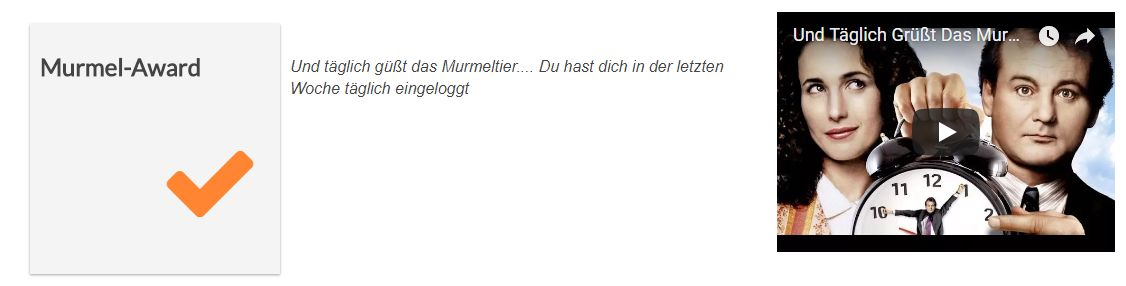 Murmel-Award
Und täglich güßt das Murmeltier.... Du hast dich in der letzten
Woche täglich eingeloggt
Und Täglich Grüßt Das Mur...
11 12 1
10 2